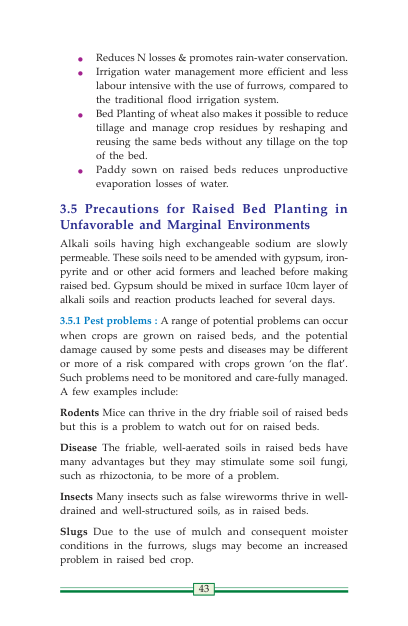 • Reduces N losses & promotes rain-water conservation.
• Irrigation water management more efficient and less
labour intensive with the use of furrows, compared to
the traditional flood irrigation system.
• Bed Planting of wheat also makes it possible to reduce
tillage and manage crop residues by reshaping and
reusing the same beds without any tillage on the top
of the bed.
• Paddy sown on raised beds reduces unproductive
evaporation losses of water.
3.5 Precautions for Raised Bed Planting in
Unfavorable and Marginal Environments
Alkali soils having high exchangeable sodium are slowly
permeable. These soils need to be amended with gypsum, iron-
pyrite and or other acid formers and leached before making
raised bed. Gypsum should be mixed in surface 10cm layer of
alkali soils and reaction products leached for several days.
3.5.1 Pest problems : A range of potential problems can occur
when crops are grown on raised beds, and the potential
damage caused by some pests and diseases may be different
or more of a risk compared with crops grown ‘on the flat’.
Such problems need to be monitored and care-fully managed.
A few examples include:
Rodents Mice can thrive in the dry friable soil of raised beds
but this is a problem to watch out for on raised beds.
Disease The friable, well-aerated soils in raised beds have
many advantages but they may stimulate some soil fungi,
such as rhizoctonia, to be more of a problem.
Insects Many insects such as false wireworms thrive in well-
drained and well-structured soils, as in raised beds.
Slugs Due to the use of mulch and consequent moister
conditions in the furrows, slugs may become an increased
problem in raised bed crop.
43